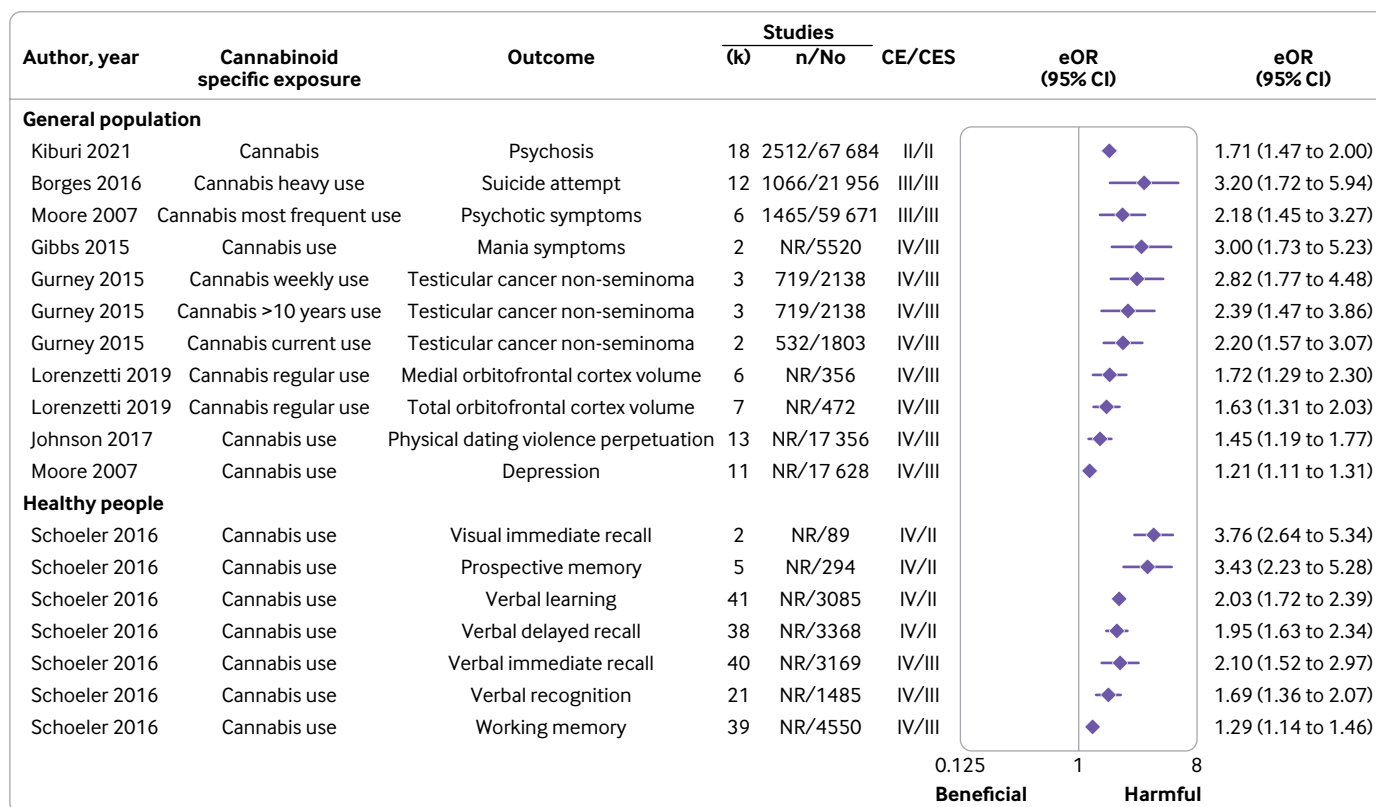 Studies
Author, year Cannabinoid specific exposure Outcome (k) n/No CE/CES eOR (95% CI) eOR (95% CI)
General population
Kiburi 2021 Cannabis Psychosis 18 2512/67 684 II/II 1.71 (1.47 to 2.00)
Borges 2016 Cannabis heavy use Suicide attempt 12 1066/21 956 III/III 3.20 (1.72 to 5.94)
Moore 2007 Cannabis most frequent use Psychotic symptoms 6 1465/59 671 III/III 2.18 (1.45 to 3.27)
Gibbs 2015 Cannabis use Mania symptoms 2 NR/5520 IV/III 3.00 (1.73 to 5.23)
Gurney 2015 Cannabis weekly use Testicular cancer non-seminoma 3 719/2138 IV/III 2.82 (1.77 to 4.48)
Gurney 2015 Cannabis >10 years use Testicular cancer non-seminoma 3 719/2138 IV/III 2.39 (1.47 to 3.86)
Gurney 2015 Cannabis current use Testicular cancer non-seminoma 2 532/1803 IV/III 2.20 (1.57 to 3.07)
Lorenzetti 2019 Cannabis regular use Medial orbitofrontal cortex volume 6 NR/356 IV/III 1.72 (1.29 to 2.30)
Lorenzetti 2019 Cannabis regular use Total orbitofrontal cortex volume 7 NR/472 IV/III 1.63 (1.31 to 2.03)
Johnson 2017 Cannabis use Physical dating violence perpetuation 13 NR/17 356 IV/III 1.45 (1.19 to 1.77)
Moore 2007 Cannabis use Depression 11 NR/17 628 IV/III 1.21 (1.11 to 1.31)
Healthy people
Schoeler 2016 Cannabis use Visual immediate recall 2 NR/89 IV/II 3.76 (2.64 to 5.34)
Schoeler 2016 Cannabis use Prospective memory 5 NR/294 IV/II 3.43 (2.23 to 5.28)
Schoeler 2016 Cannabis use Verbal learning 41 NR/3085 IV/II 2.03 (1.72 to 2.39)
Schoeler 2016 Cannabis use Verbal delayed recall 38 NR/3368 IV/II 1.95 (1.63 to 2.34)
Schoeler 2016 Cannabis use Verbal immediate recall 40 NR/3169 IV/III 2.10 (1.52 to 2.97)
Schoeler 2016 Cannabis use Verbal recognition 21 NR/1485 IV/III 1.69 (1.36 to 2.07)
Schoeler 2016 Cannabis use Working memory 39 NR/4550 IV/III 1.29 (1.14 to 1.46)
0.125 1 8
Beneficial Harmful